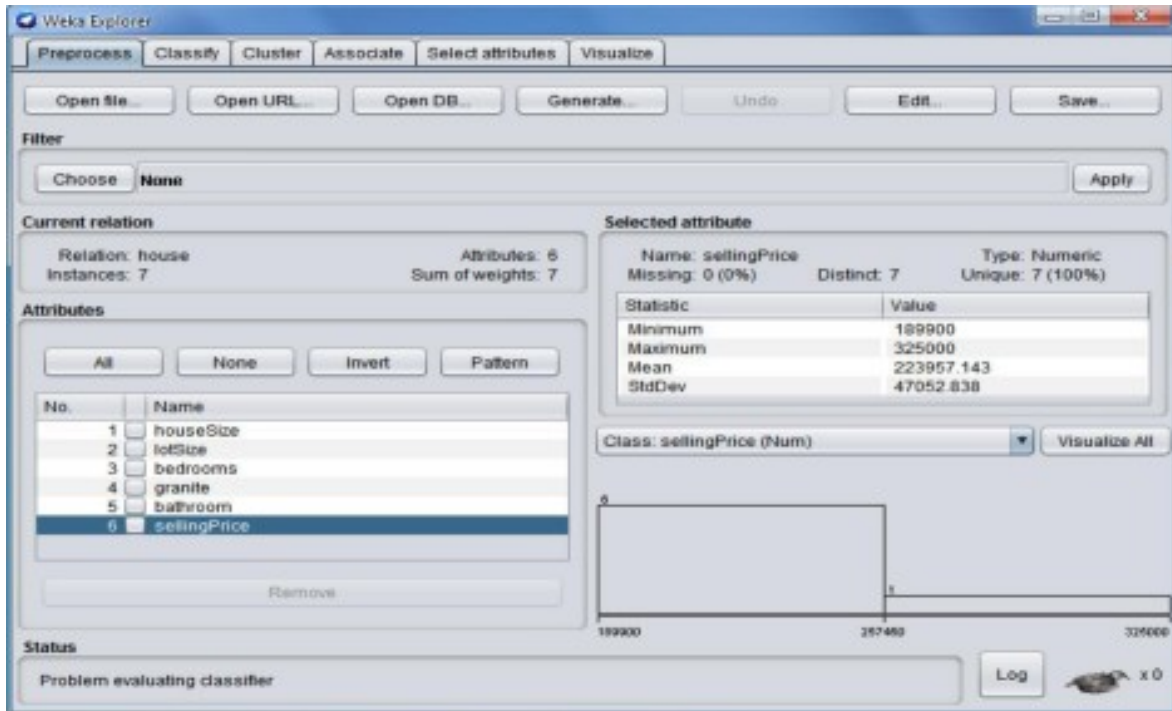 Weka Explorer
Preprocess Classify Cluster Associate Select attributes Visualize
Open file... Open URL... Open DB... Generate... Undo Edit... Save...
Filter
Choose None Apply
Current relation
Relation: house Attributes: 6
Instances: 7 Sum of weights: 7
Attributes
All None Invert Pattern
No. Name
1 houseSize
2 lotSize
3 bedrooms
4 granite
5 bathroom
6 sellingPrice
Remove
Selected attribute
Name: sellingPrice Type: Numeric
Missing: 0 (0%) Distinct: 7 Unique: 7 (100%)
Statistic Value
Minimum 189900
Maximum 325000
Mean 223957.143
StdDev 47052.838
Class: sellingPrice (Num) Visualize All
6
1
189900 257450 325000
Status
Problem evaluating classifier
Log x 0